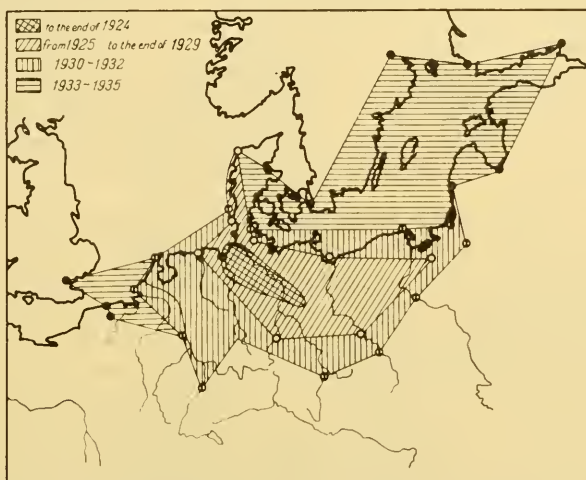 to the end of 1924
from 1925 to the end of 1929
1930-1932
1933-1935